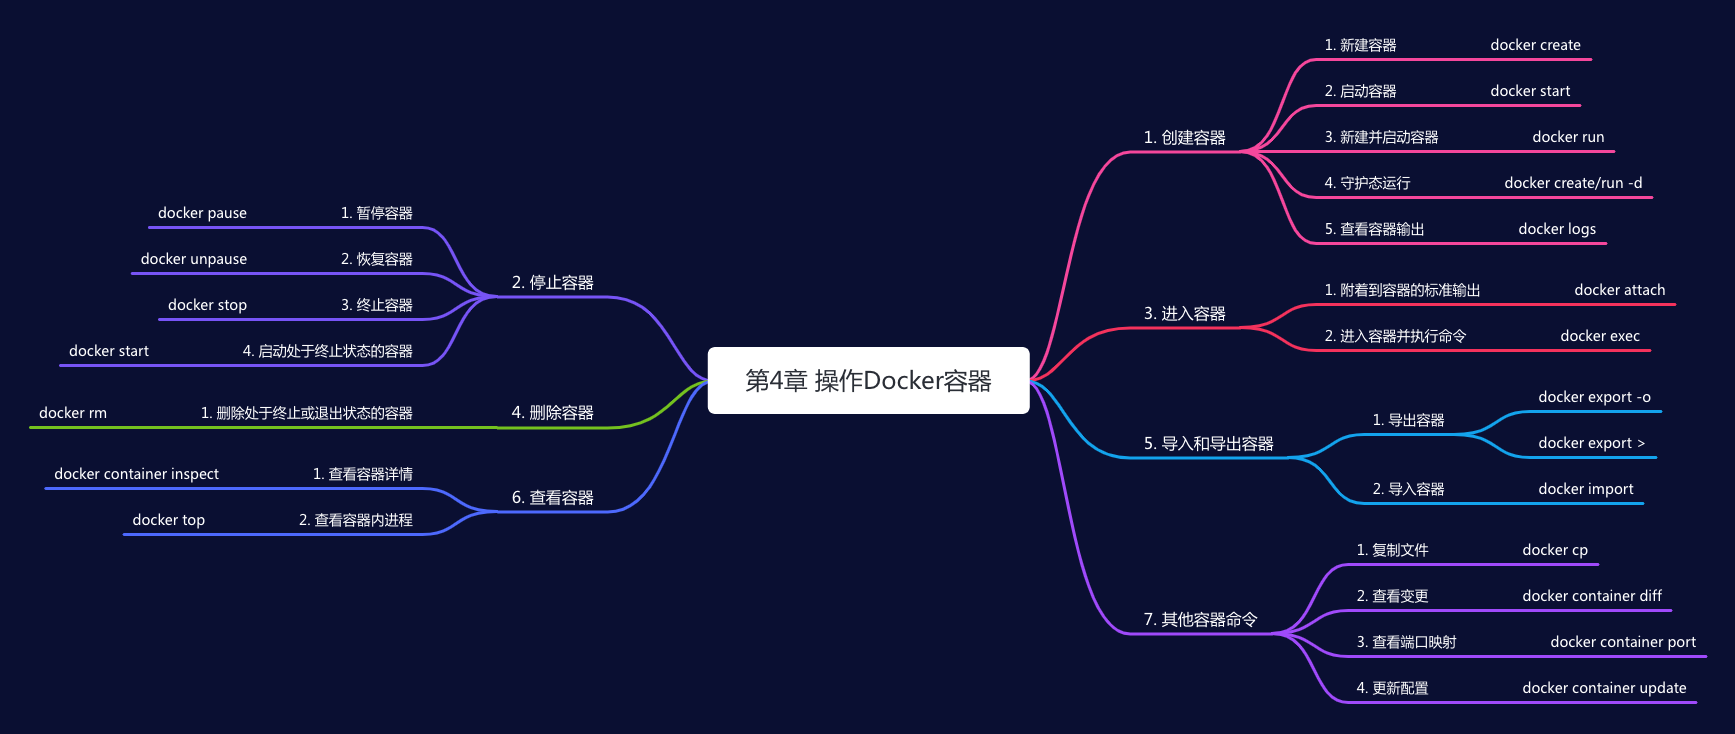 第4章 操作Docker容器
1. 创建容器
1. 新建容器 docker create
2. 启动容器 docker start
3. 新建并启动容器 docker run
4. 守护态运行 docker create/run -d
5. 查看容器输出 docker logs
2. 停止容器
1. 暂停容器 docker pause
2. 恢复容器 docker unpause
3. 终止容器 docker stop
4. 启动处于终止状态的容器 docker start
3. 进入容器
1. 附着到容器的标准输出 docker attach
2. 进入容器并执行命令 docker exec
4. 删除容器
1. 删除处于终止或退出状态的容器 docker rm
5. 导入和导出容器
1. 导出容器
docker export -o
docker export >
2. 导入容器 docker import
6. 查看容器
1. 查看容器详情 docker container inspect
2. 查看容器内进程 docker top
7. 其他容器命令
1. 复制文件 docker cp
2. 查看变更 docker container diff
3. 查看端口映射 docker container port
4. 更新配置 docker container update